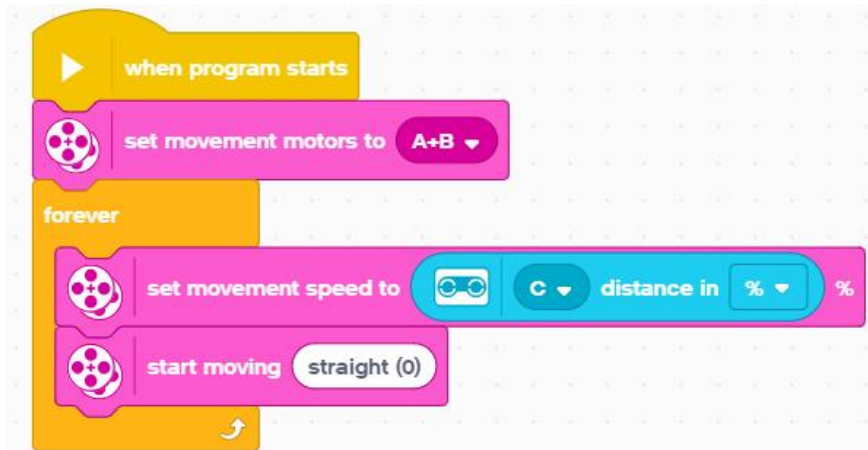 when program starts
set movement motors to A+B
forever
set movement speed to C distance in % %
start moving straight (0)